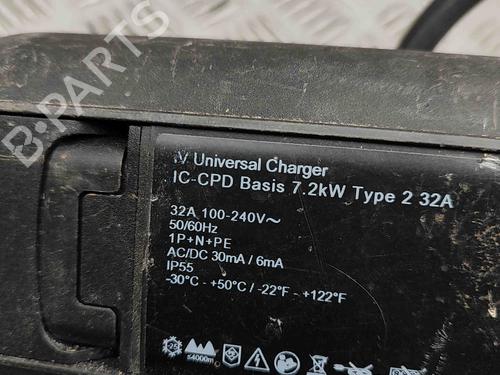 B-PARTS
V Universal Charger
IC-CPD Basis 7.2kW Type 2 32A
32A 100-240V~
50/60Hz
1P+N+PE
AC/DC 30mA / 6mA
IP55
-30°C - +50°C / -22°F - +122°F
-25
≤4000m